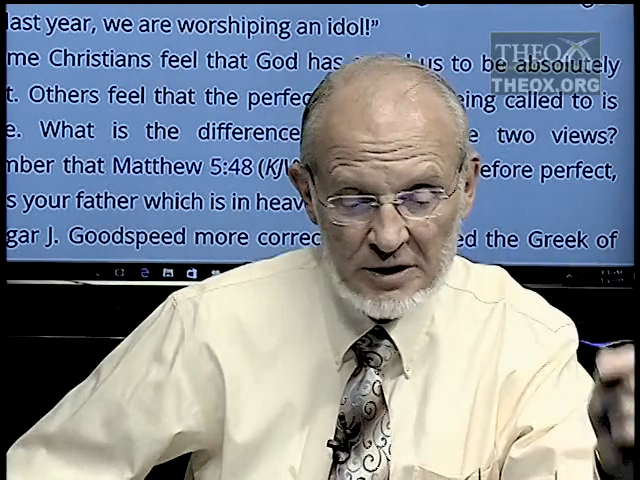 last year, we are worshiping an idol!”
me Christians feel that God has us to be absolutely
t. Others feel that the being called to is
e. What is the difference two views?
mber that Matthew 5:48 (KJV efore perfect,
s your father which is in heav
gar J. Goodspeed more correc ed the Greek of
THEOX
THEOX.ORG